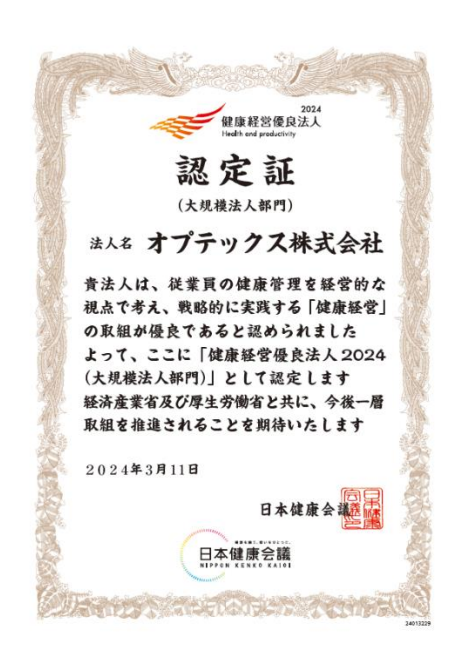 2024
健康経営優良法人
Health and productivity
認定証
(大規模法人部門)
法人名 オプテックス株式会社
貴法人は、従業員の健康管理を経営的な
視点で考え、戦略的に実践する「健康経営」
の取組が優良であると認められました
よって、ここに「健康経営優良法人2024
(大規模法人部門)」として認定します
経済産業省及び厚生労働省と共に、今後一層
取組を推進されることを期待いたします
2024年3月11日
日本健康会議
日本健康会議
NIPPON KENKO KAIGI
24013229